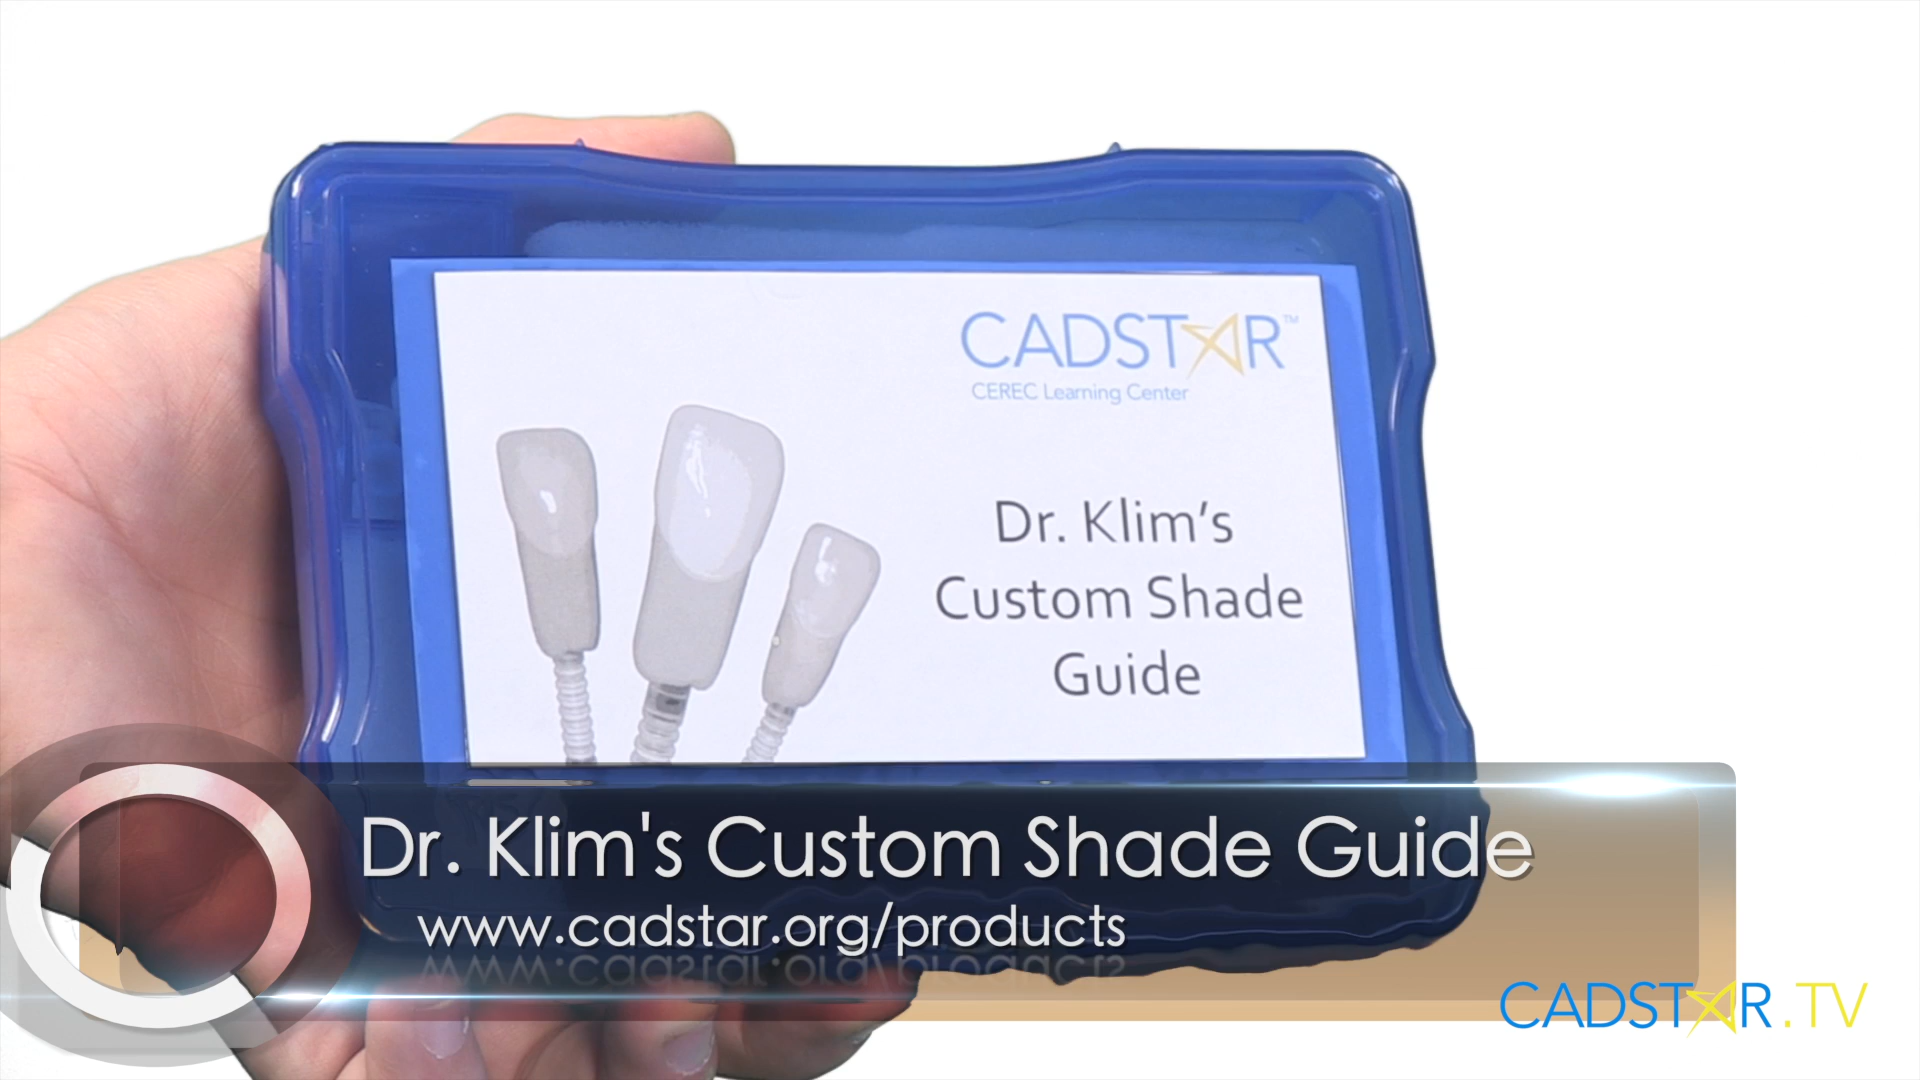 CADSTAR™
CEREC Learning Center
Dr. Klim's
Custom Shade
Guide
Dr. Klim's Custom Shade Guide
www.cadstar.org/products
CADSTAR.TV